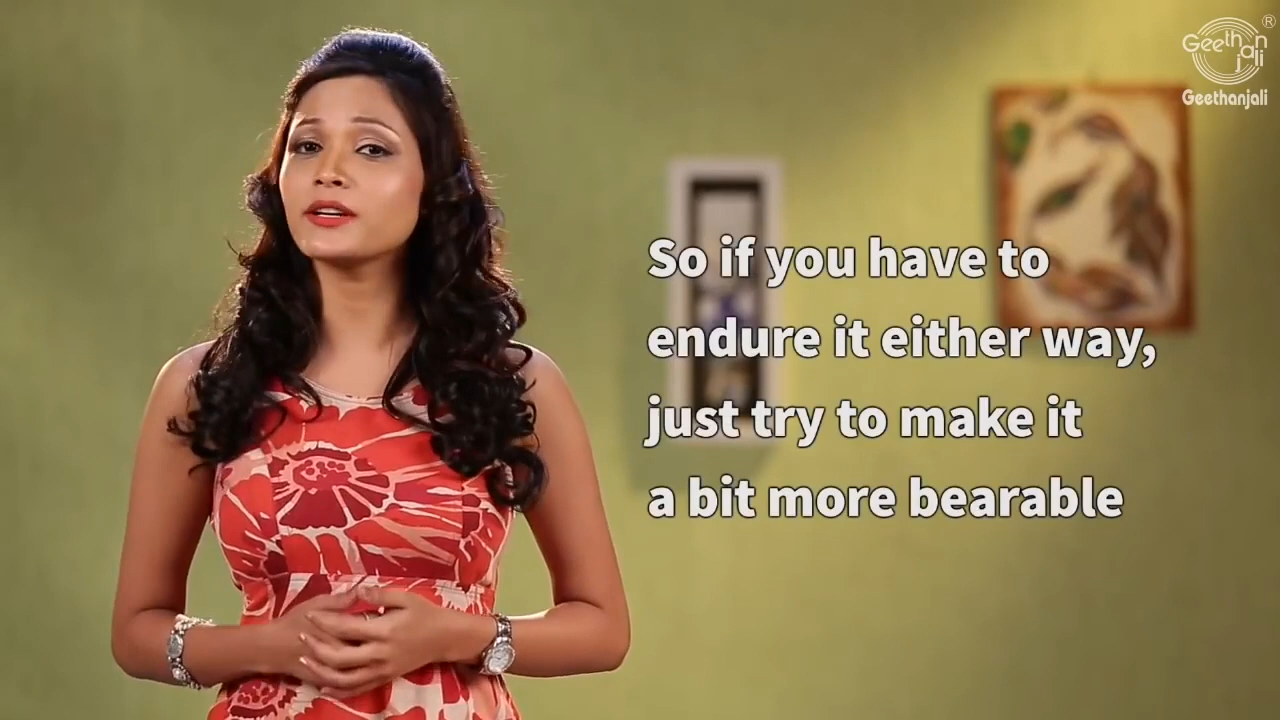 Geethanjali
®
Geethanjali
So if you have to
endure it either way,
just try to make it
a bit more bearable